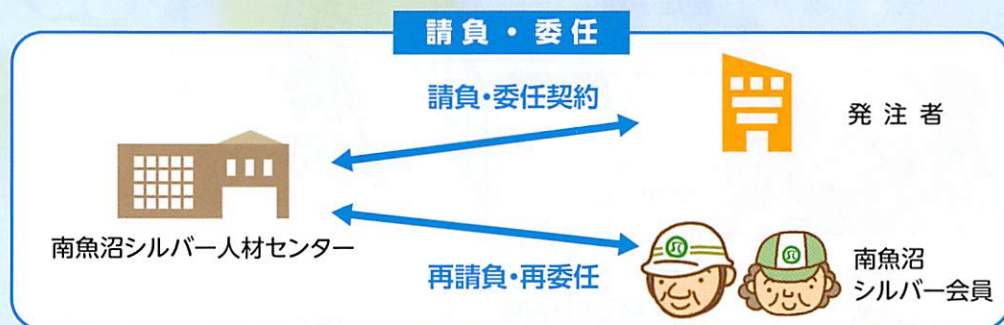 請負・委任
請負・委任契約
発注者
南魚沼シルバー人材センター
再請負・再委任
南魚沼
シルバー会員